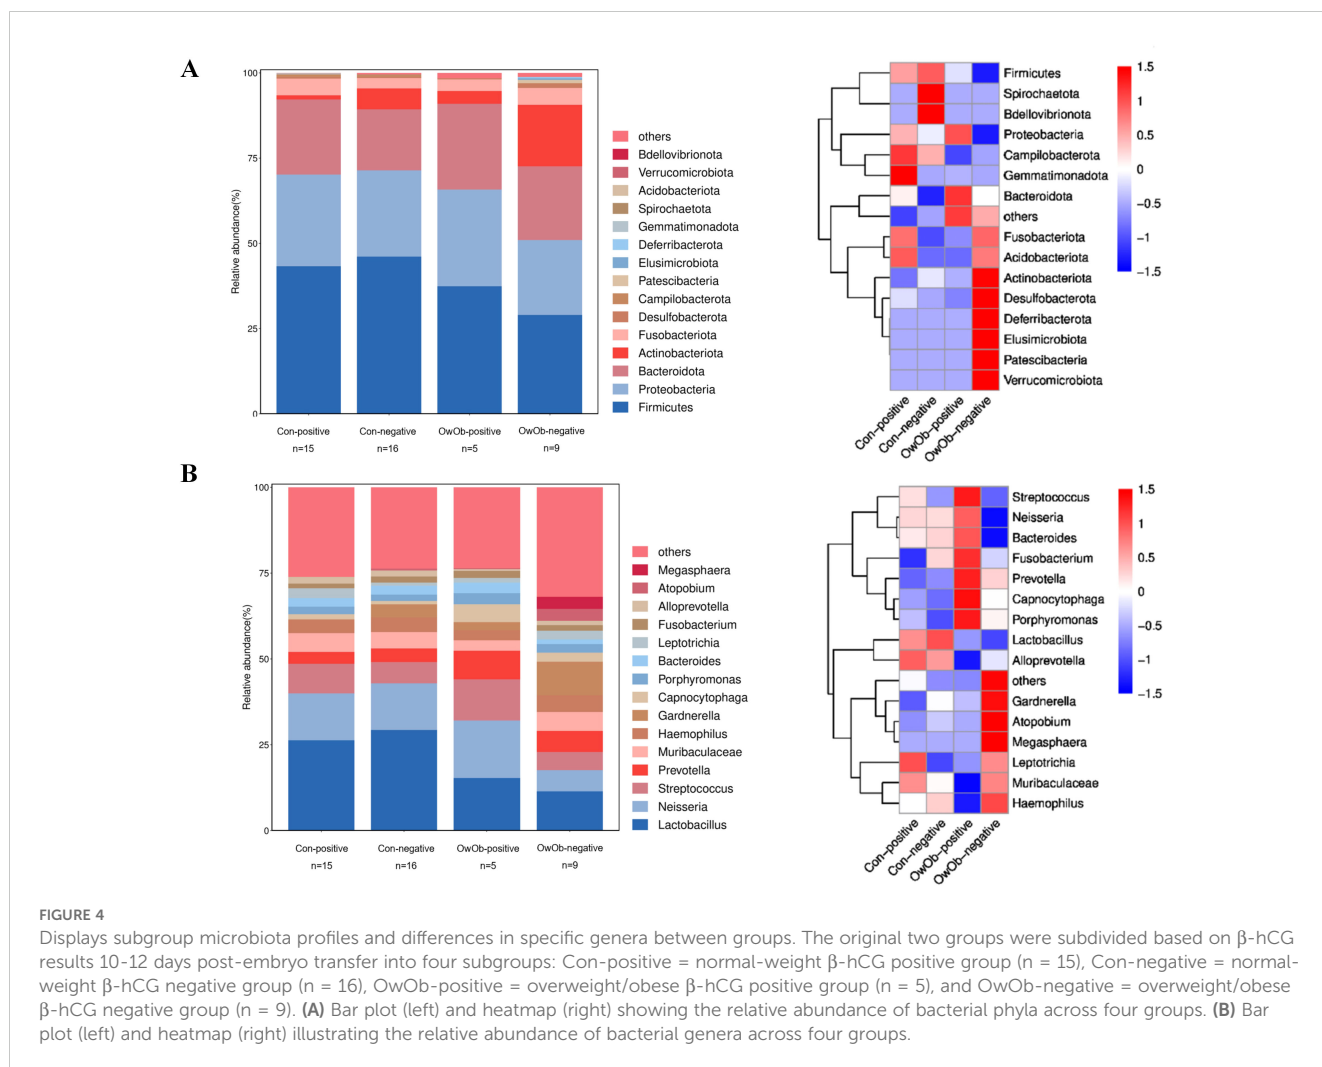 A
100
75
50
25
0
Relative abundance(%)
Con-positive
Con-negative
OwOb-positive
OwOb-negative
n=15
n=16
n=5
n=9
others
Bdellovibrionota
Verrucomicrobiota
Acidobacteriota
Spirochaetota
Gemmatimonadota
Deferribacterota
Elusimicrobiota
Patescibacteria
Campilobacterota
Desulfobacterota
Fusobacteriota
Actinobacteriota
Bacteroidota
Proteobacteria
Firmicutes
Firmicutes
Spirochaetota
Bdellovibrionota
Proteobacteria
Campilobacterota
Gemmatimonadota
Bacteroidota
others
Fusobacteriota
Acidobacteriota
Actinobacteriota
Desulfobacterota
Deferribacterota
Elusimicrobiota
Patescibacteria
Verrucomicrobiota
Con-positive
Con-negative
OwOb-positive
OwOb-negative
1.5
1
0.5
0
−0.5
−1
−1.5
B
100
75
50
25
0
Relative abundance(%)
Con-positive
Con-negative
OwOb-positive
OwOb-negative
n=15
n=16
n=5
n=9
others
Megasphaera
Atopobium
Alloprevotella
Fusobacterium
Leptotrichia
Bacteroides
Porphyromonas
Capnocytophaga
Gardnerella
Haemophilus
Muribaculaceae
Prevotella
Streptococcus
Neisseria
Lactobacillus
Streptococcus
Neisseria
Bacteroides
Fusobacterium
Prevotella
Capnocytophaga
Porphyromonas
Lactobacillus
Alloprevotella
others
Gardnerella
Atopobium
Megasphaera
Leptotrichia
Muribaculaceae
Haemophilus
Con-positive
Con-negative
OwOb-positive
OwOb-negative
1.5
1
0.5
0
−0.5
−1
−1.5
FIGURE 4
Displays subgroup microbiota profiles and differences in specific genera between groups. The original two groups were subdivided based on β-hCG
results 10-12 days post-embryo transfer into four subgroups: Con-positive = normal-weight β-hCG positive group (n = 15), Con-negative = normal-
weight β-hCG negative group (n = 16), OwOb-positive = overweight/obese β-hCG positive group (n = 5), and OwOb-negative = overweight/obese
β-hCG negative group (n = 9). (A) Bar plot (left) and heatmap (right) showing the relative abundance of bacterial phyla across four groups. (B) Bar
plot (left) and heatmap (right) illustrating the relative abundance of bacterial genera across four groups.